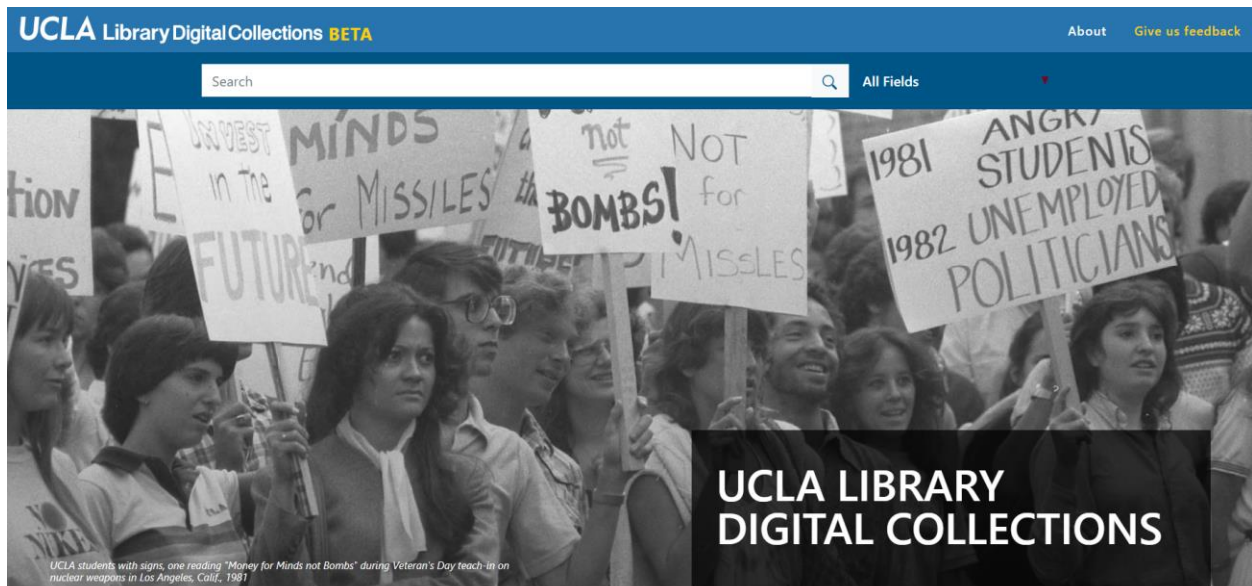 UCLA Library Digital Collections BETA
About
Give us feedback
Search
All Fields
TION
INVEST
in the
FUTURE
MINDS
for MISSILES
and
not
BOMBS!
NOT
for
MISSLES
1981 ANGRY
STUDENTS
1982 UNEMPLOYED
POLITICIANS
UCLA LIBRARY
DIGITAL COLLECTIONS
UCLA students with signs, one reading "Money for Minds not Bombs" during Veteran's Day teach-in on
nuclear weapons in Los Angeles, Calif., 1981